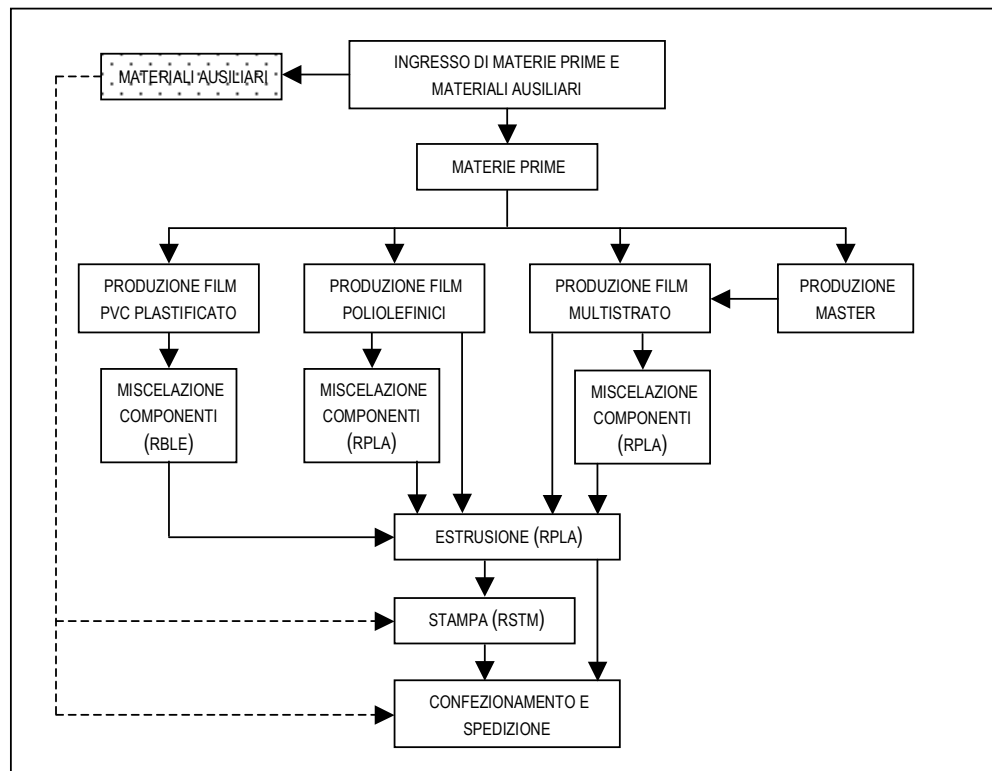 MATERIALI AUSILIARI
INGRESSO DI MATERIE PRIME E
MATERIALI AUSILIARI
MATERIE PRIME
PRODUZIONE FILM
PVC PLASTIFICATO
PRODUZIONE FILM
POLIOLEFINICI
PRODUZIONE FILM
MULTISTRATO
PRODUZIONE
MASTER
MISCELAZIONE
COMPONENTI
(RBLE)
MISCELAZIONE
COMPONENTI
(RPLA)
MISCELAZIONE
COMPONENTI
(RPLA)
ESTRUSIONE (RPLA)
STAMPA (RSTM)
CONFEZIONAMENTO E
SPEDIZIONE